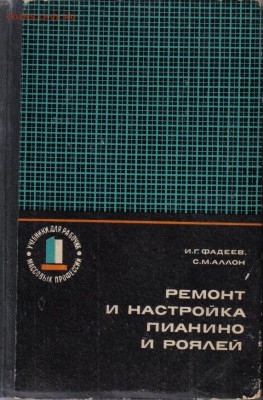 УЧЕБНИКИ ДЛЯ РАБОЧИХ
МАССОВЫХ ПРОФЕССИЙ
И.Г. ФАДЕЕВ,
С.М. АЛЛОН
РЕМОНТ
И НАСТРОЙКА
ПИАНИНО
И РОЯЛЕЙ